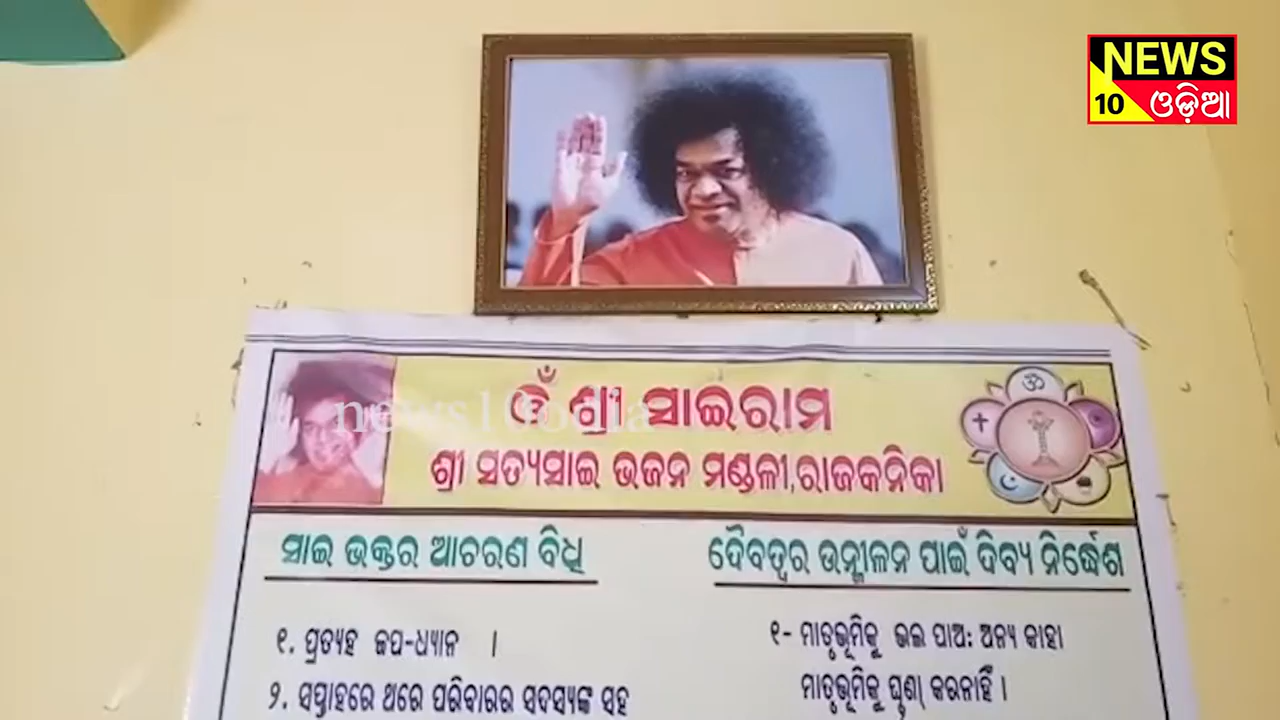 NEWS
10 ଓଡ଼ିଆ
news10odia
ଓଁ ଶ୍ରୀ ସାଇରାମ
ଶ୍ରୀ ସତ୍ୟସାଇ ଭଜନ ମଣ୍ଡଳୀ,ରାଜକନିକା
ସାଇ ଭକ୍ତର ଆଚରଣ ବିଧି
୧. ପ୍ରତ୍ୟହ ଜପ-ଧ୍ୟାନ ।
୨. ସପ୍ତାହରେ ଥରେ ପରିବାରର ସଦସ୍ୟଙ୍କ ସହ
ଦୈବତ୍ୱର ଉନ୍ମୀଳନ ପାଇଁ ଦିବ୍ୟ ନିର୍ଦ୍ଧେଶ
୧- ମାତୃଭୂମିକୁ ଭଲ ପାଅ: ଅନ୍ୟ କାହା
ମାତୃଭୂମିକୁ ଘୃଣା କରନାହିଁ ।